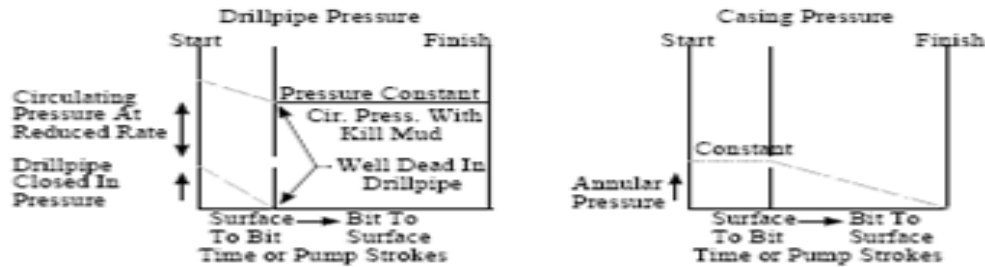 Drillpipe Pressure
Start
Finish
Circulating
Pressure At
Reduced Rate
Drillpipe
Closed In
Pressure
Pressure Constant
Cir. Press. With
Kill Mud
Well Dead In
Drillpipe
Surface
To Bit
Bit To
Surface
Time or Pump Strokes
Casing Pressure
Start
Finish
Constant
Annular
Pressure
Surface
To Bit
Bit To
Surface
Time or Pump Strokes